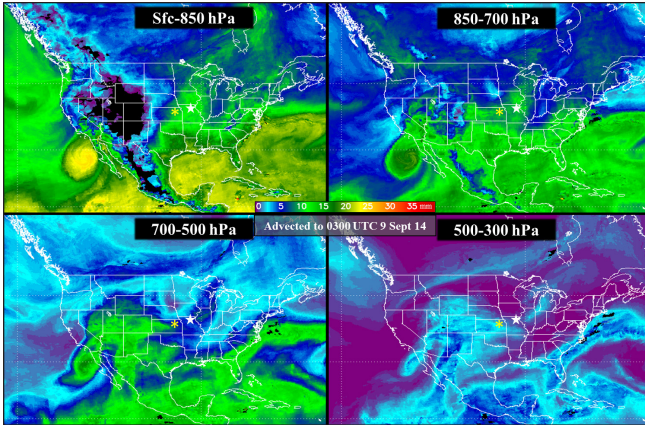 Sfc-850 hPa
850-700 hPa
0 5 10 15 20 25 30 35 mm
Advected to 0300 UTC 9 Sept 14
700-500 hPa
500-300 hPa